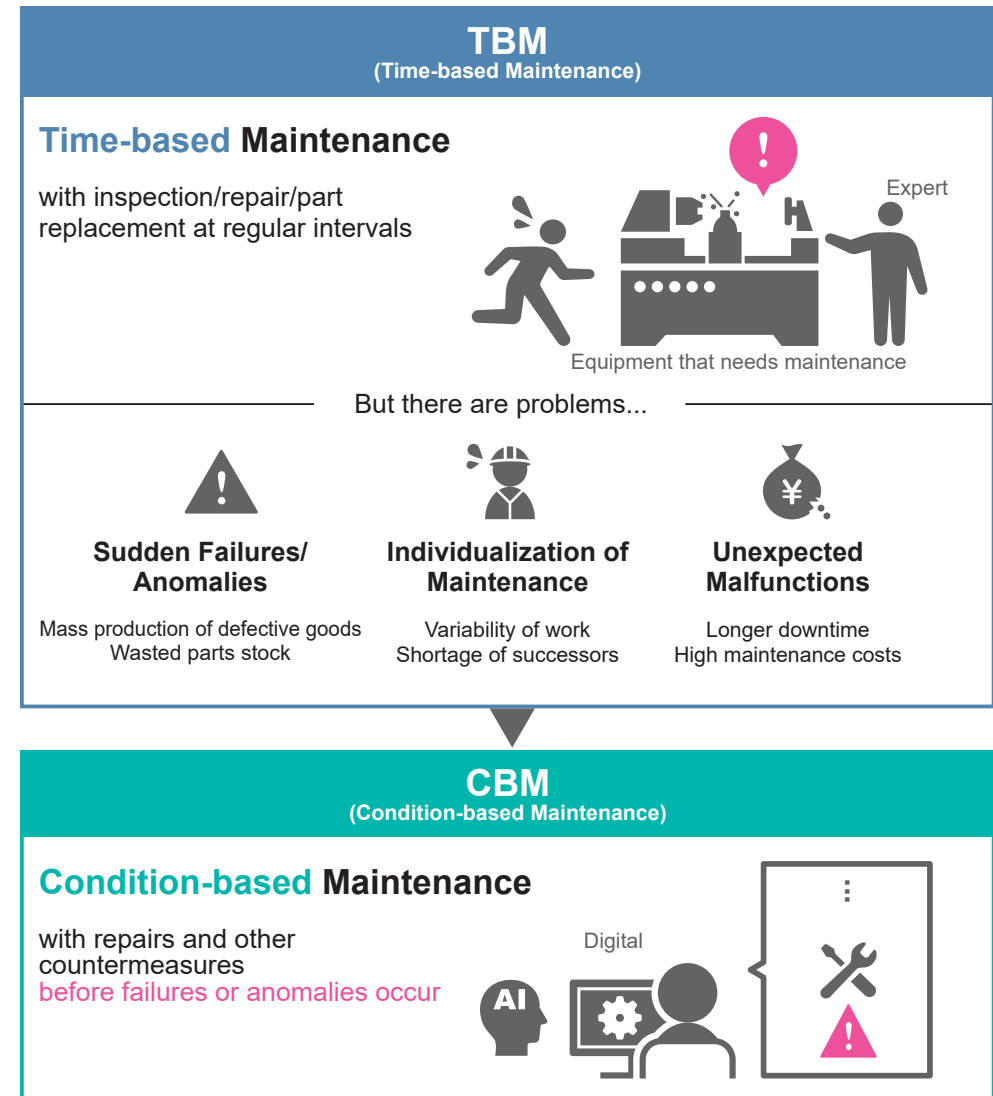 TBM
(Time-based Maintenance)
Time-based Maintenance
with inspection/repair/part
replacement at regular intervals
!
Expert
Equipment that needs maintenance
But there are problems...
!
¥
Sudden Failures/
Anomalies
Mass production of defective goods
Wasted parts stock
Individualization of
Maintenance
Variability of work
Shortage of successors
Unexpected
Malfunctions
Longer downtime
High maintenance costs
CBM
(Condition-based Maintenance)
Condition-based Maintenance
with repairs and other
countermeasures
before failures or anomalies occur
Digital
AI
!